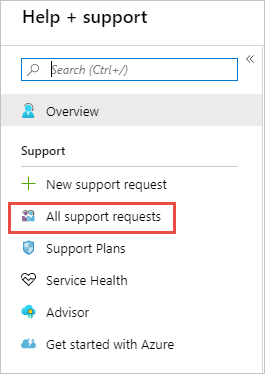 Help + support
Search (Ctrl+/)
Overview
Support
New support request
All support requests
Support Plans
Service Health
Advisor
Get started with Azure